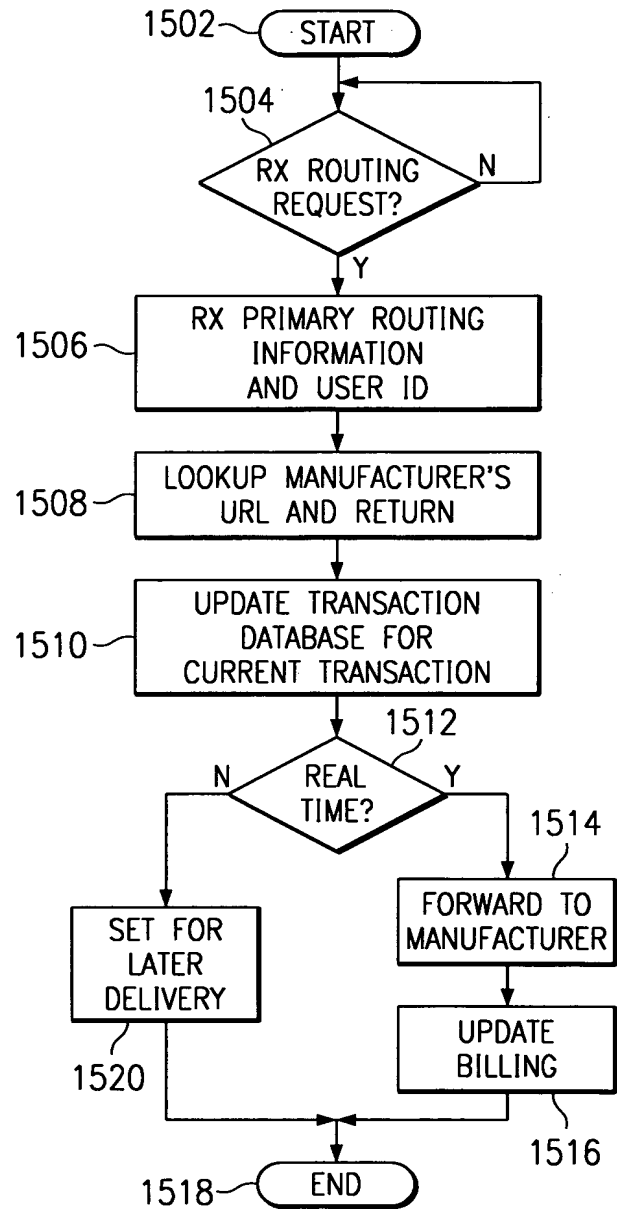 1502
START
1504
RX ROUTING
REQUEST?
N
Y
1506
RX PRIMARY ROUTING
INFORMATION
AND USER ID
1508
LOOKUP MANUFACTURER'S
URL AND RETURN
1510
UPDATE TRANSACTION
DATABASE FOR
CURRENT TRANSACTION
1512
N
REAL
TIME?
Y
1514
FORWARD TO
MANUFACTURER
SET FOR
LATER
DELIVERY
1520
UPDATE
BILLING
1516
1518
END